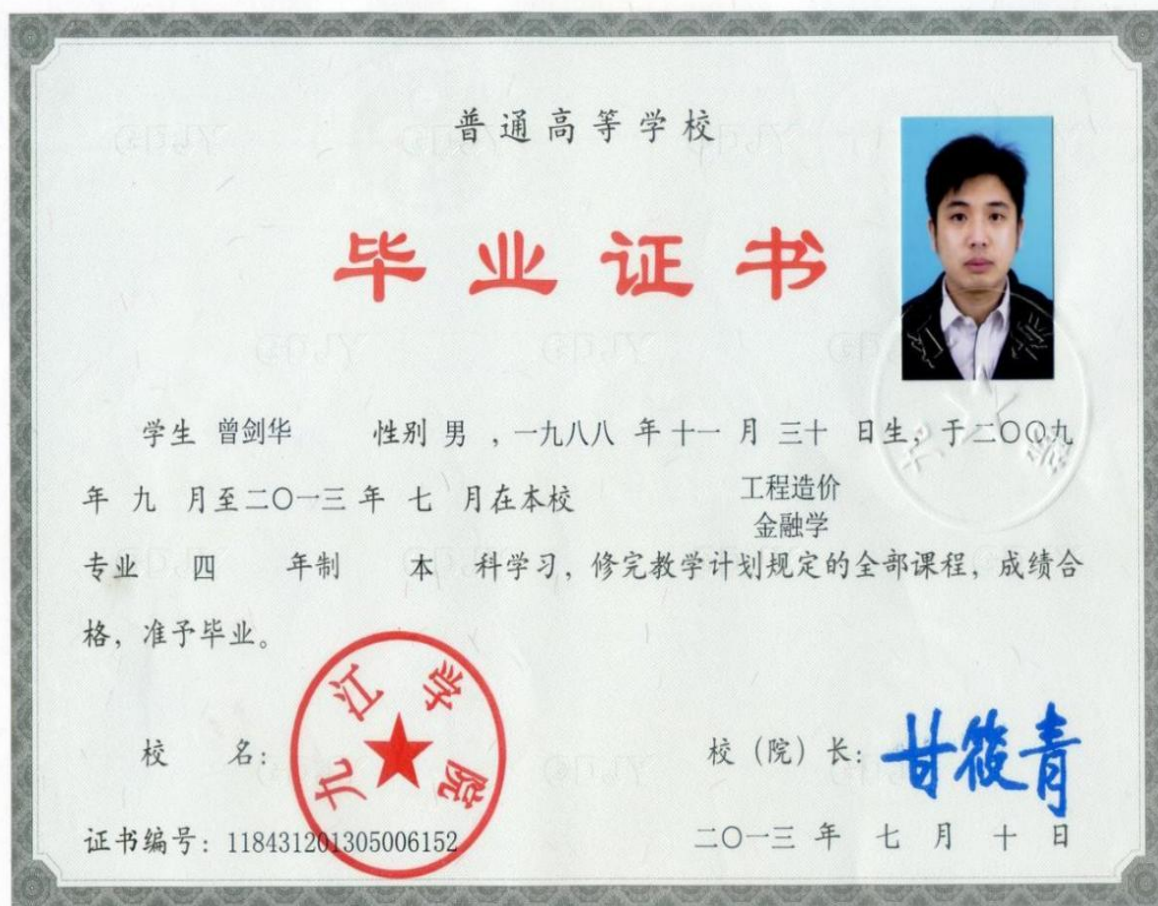 普通高等学校
毕业证书
学生 曾剑华 性别 男 ，一九八八 年 十一 月 三十 日生，于二〇〇九
年 九 月至二〇一三 年 七 月在本校 工程造价
金融学
专业 四 年制 本 科学习，修完教学计划规定的全部课程，成绩合
格，准予毕业。
九江学院
校 名：
校（院）长：甘筱青
证书编号：118431201305006152
二〇一三 年 七 月 十 日